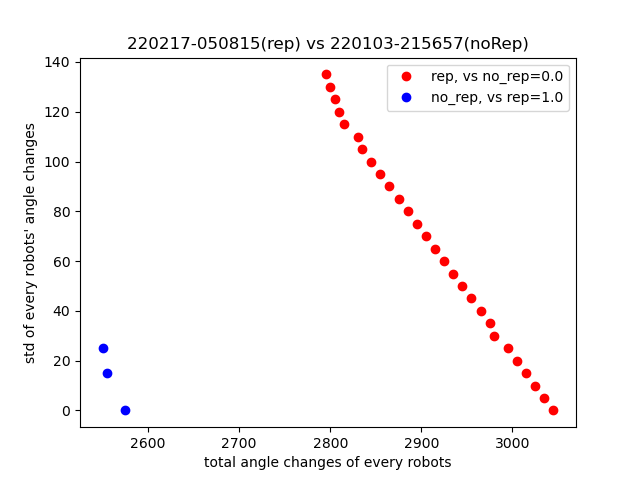 220217-050815(rep) vs 220103-215657(noRep)
rep, vs no_rep=0.0
no_rep, vs rep=1.0
std of every robots' angle changes
140
120
100
80
60
40
20
0
2600 2700 2800 2900 3000
total angle changes of every robots